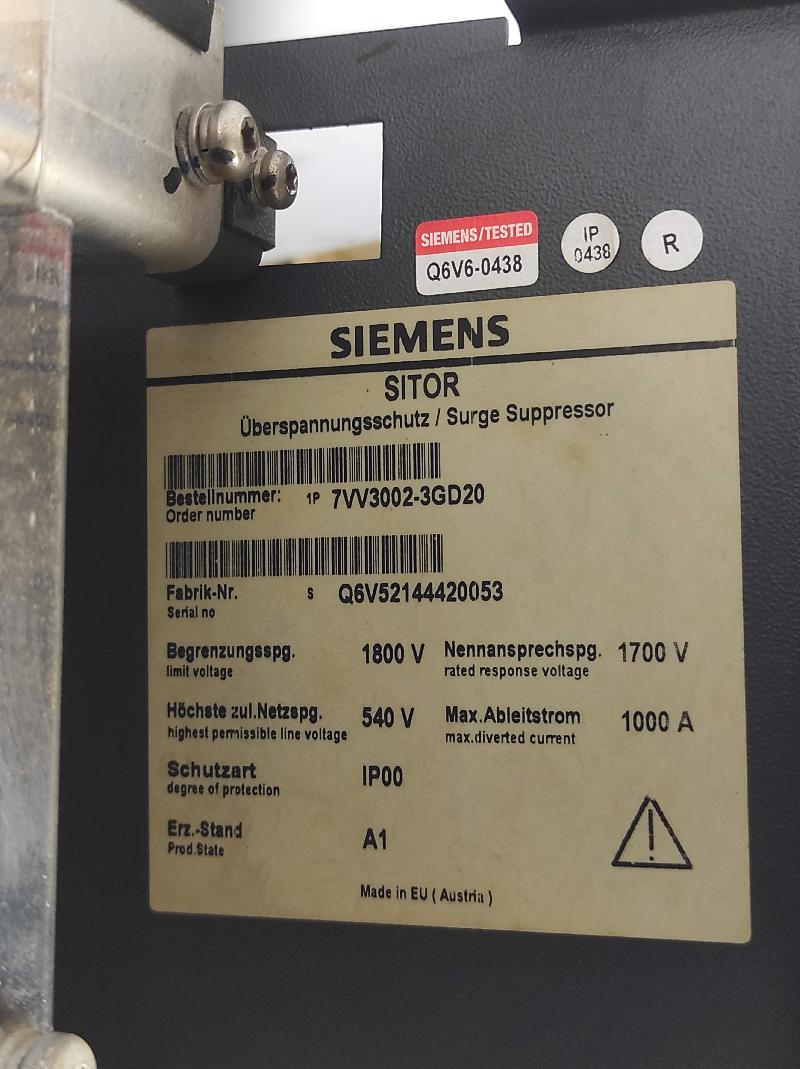 SIEMENS/TESTED
Q6V6-0438
IP
0438
R
SIEMENS
SITOR
Überspannungsschutz / Surge Suppressor
Bestellnummer: 1P 7VV3002-3GD20
Order number
Fabrik-Nr. S Q6V52144420053
Serial no
Begrenzungsspg. 1800 V Nennansprechspg. 1700 V
limit voltage rated response voltage
Höchste zul.Netzspg. 540 V Max.Ableitstrom 1000 A
highest permissible line voltage max.diverted current
Schutzart IP00
degree of protection
Erz.-Stand A1
Prod.State
Made in EU ( Austria )